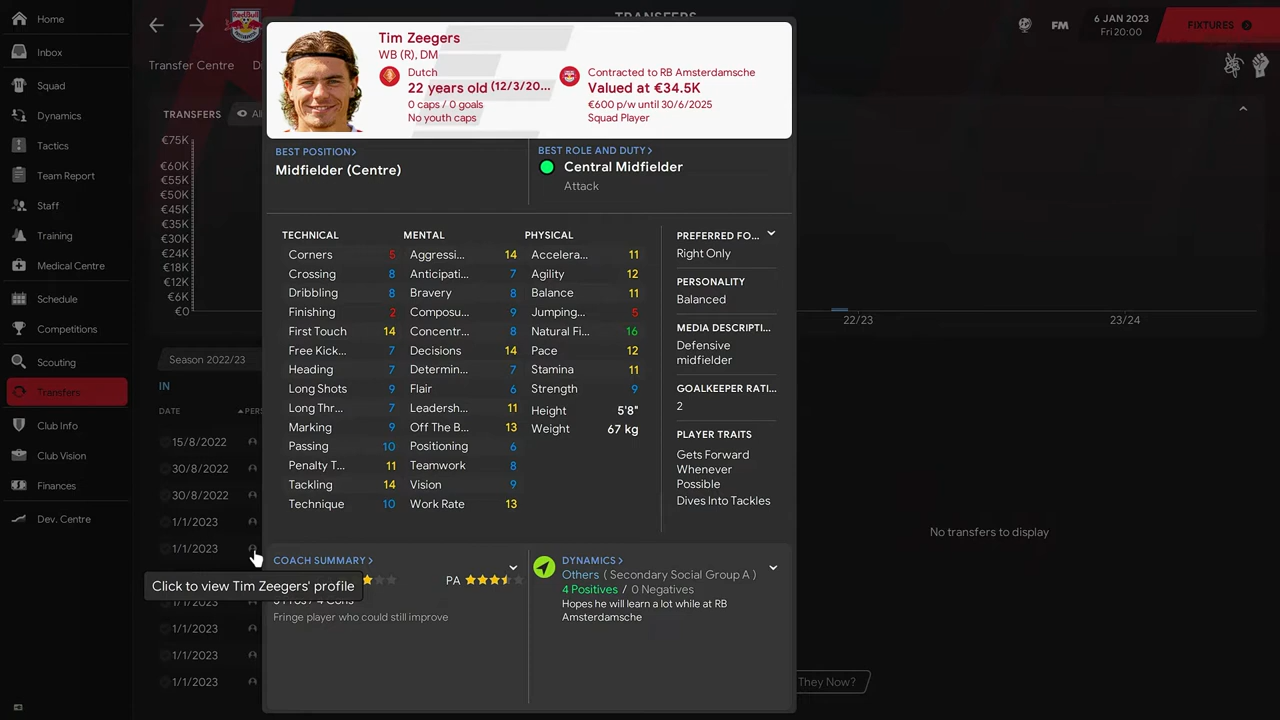 Home
Inbox
Squad
Dynamics
Tactics
Team Report
Staff
Training
Medical Centre
Schedule
Competitions
Scouting
Transfers
Club Info
Club Vision
Finances
Dev. Centre
TRANSFERS
FM
6 JAN 2023
Fri 20:00
FIXTURES
Transfer Centre
TRANSFERS
€75K
€60K
€55K
€50K
€45K
€36K
€30K
€24K
€18K
€12K
€6K
€0
22/23
23/24
Season 2022/23
IN
DATE
15/8/2022
30/8/2022
30/8/2022
1/1/2023
1/1/2023
1/1/2023
1/1/2023
1/1/2023
1/1/2023
No transfers to display
They Now?
Tim Zeegers
WB (R), DM
Dutch
22 years old (12/3/20...
0 caps / 0 goals
No youth caps
Contracted to RB Amsterdamsche
Valued at €34.5K
€600 p/w until 30/6/2025
Squad Player
BEST POSITION>
Midfielder (Centre)
BEST ROLE AND DUTY>
Central Midfielder
Attack
TECHNICAL
Corners 5
Crossing 8
Dribbling 8
Finishing 2
First Touch 14
Free Kick... 7
Heading 7
Long Shots 9
Long Thr... 7
Marking 9
Passing 10
Penalty T... 11
Tackling 14
Technique 10
MENTAL
Aggressi... 14
Anticipati... 7
Bravery 8
Composu... 9
Concentr... 8
Decisions 14
Determin... 7
Flair 6
Leadersh... 11
Off The B... 13
Positioning 6
Teamwork 8
Vision 9
Work Rate 13
PHYSICAL
Accelera... 11
Agility 12
Balance 11
Jumping... 5
Natural Fi... 16
Pace 12
Stamina 11
Strength 9
Height 5'8"
Weight 67 kg
PREFERRED FO...
Right Only
PERSONALITY
Balanced
MEDIA DESCRIPTI...
Defensive
midfielder
GOALKEEPER RATI...
2
PLAYER TRAITS
Gets Forward
Whenever
Possible
Dives Into Tackles
COACH SUMMARY>
PA
Fringe player who could still improve
DYNAMICS>
Others ( Secondary Social Group A )
4 Positives / 0 Negatives
Hopes he will learn a lot while at RB
Amsterdamsche
Click to view Tim Zeegers' profile